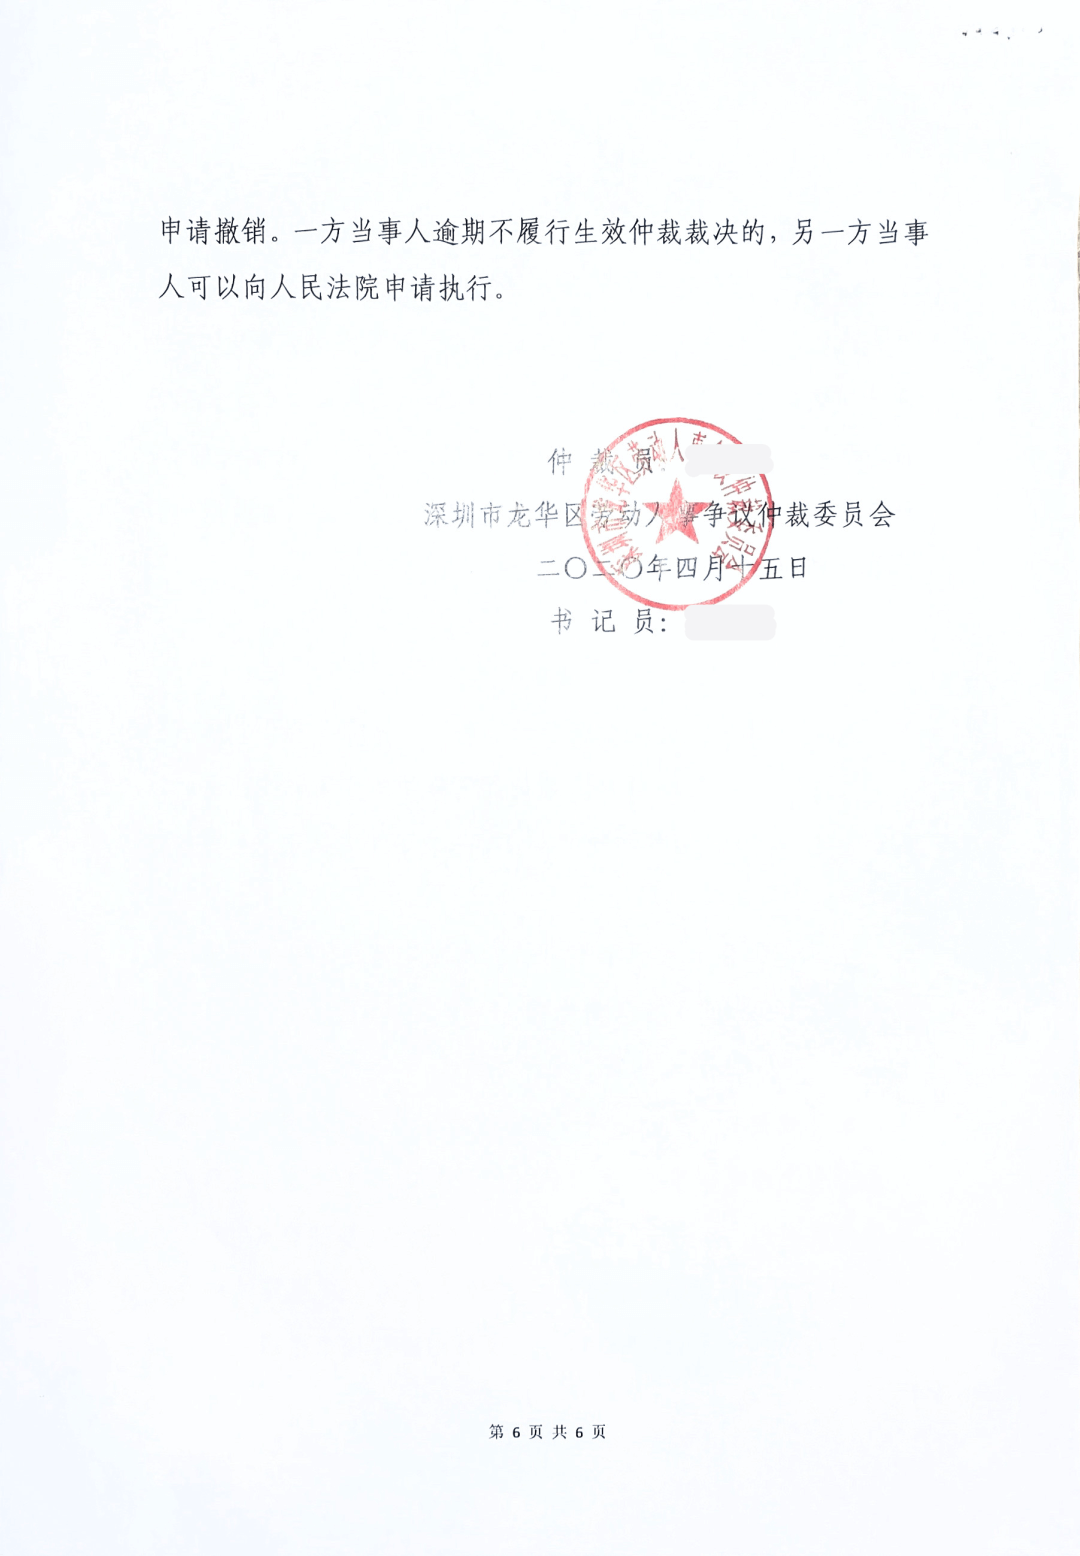 申请撤销。一方当事人逾期不履行生效仲裁裁决的，另一方当事
人可以向人民法院申请执行。
仲 裁 员：
深圳市龙华区劳动人事争议仲裁委员会
二〇二〇年四月十五日
书 记 员：
第 6 页 共 6 页